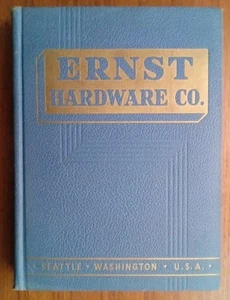 ERNST
HARDWARE CO.
SEATTLE • WASHINGTON • U.S.A.